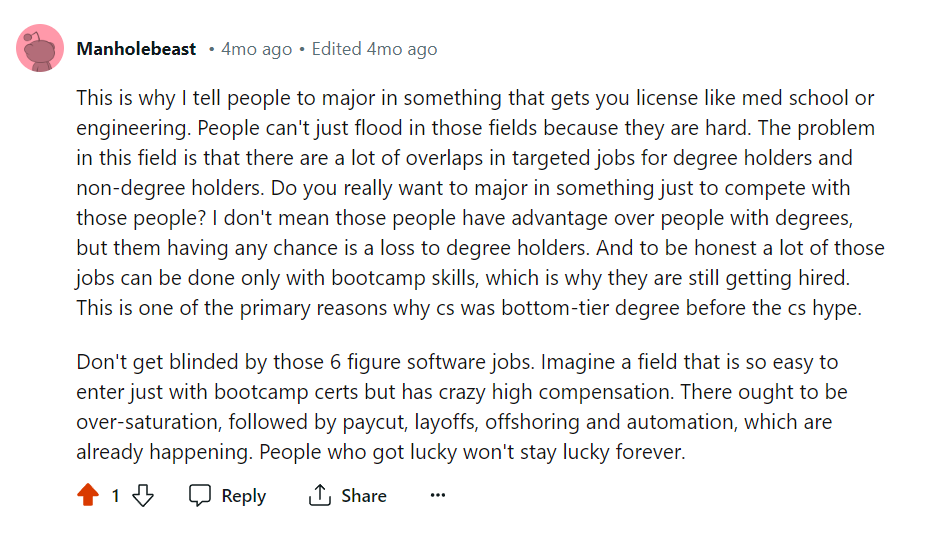 Manholebeast • 4mo ago • Edited 4mo ago
This is why I tell people to major in something that gets you license like med school or
engineering. People can't just flood in those fields because they are hard. The problem
in this field is that there are a lot of overlaps in targeted jobs for degree holders and
non-degree holders. Do you really want to major in something just to compete with
those people? I don't mean those people have advantage over people with degrees,
but them having any chance is a loss to degree holders. And to be honest a lot of those
jobs can be done only with bootcamp skills, which is why they are still getting hired.
This is one of the primary reasons why cs was bottom-tier degree before the cs hype.
Don't get blinded by those 6 figure software jobs. Imagine a field that is so easy to
enter just with bootcamp certs but has crazy high compensation. There ought to be
over-saturation, followed by paycut, layoffs, offshoring and automation, which are
already happening. People who got lucky won't stay lucky forever.
1 Reply Share ...